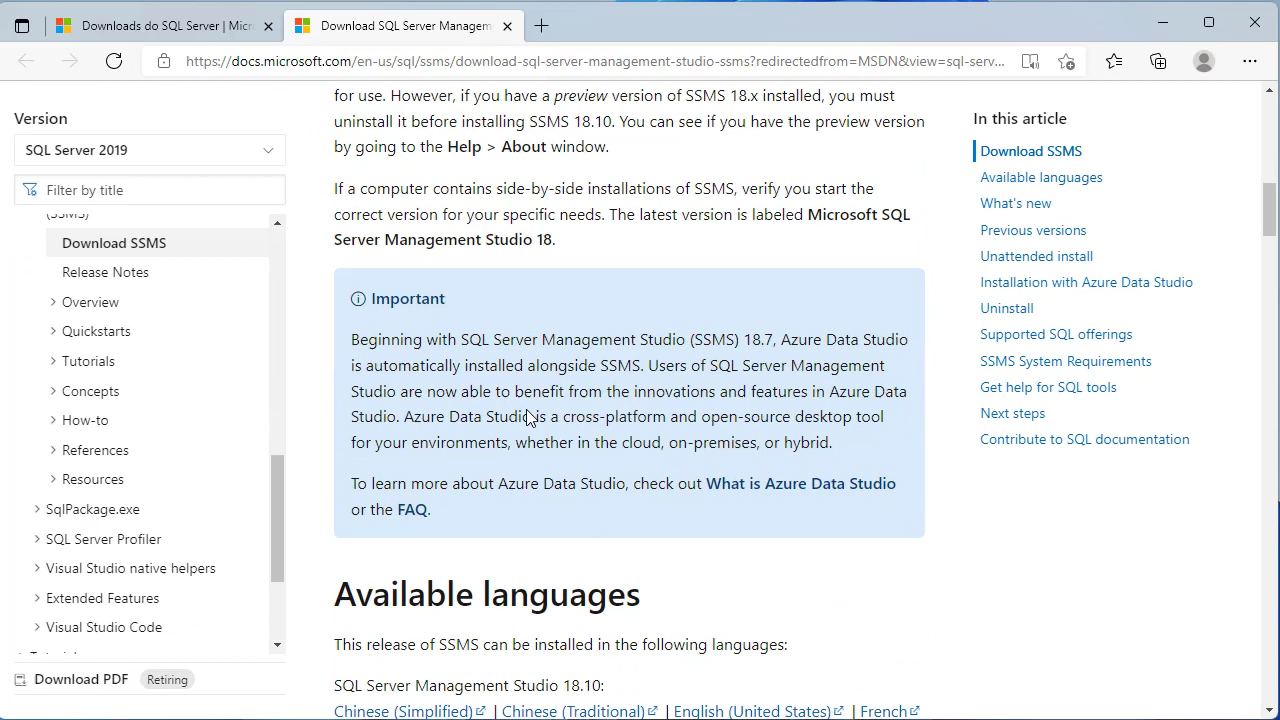 Downloads do SQL Server | Micr
Download SQL Server Managem
https://docs.microsoft.com/en-us/sql/ssms/download-sql-server-management-studio-ssms?redirectedfrom=MSDN&view=sql-serv...
Version
SQL Server 2019
Filter by title
(SSMS)
Download SSMS
Release Notes
Overview
Quickstarts
Tutorials
Concepts
How-to
References
Resources
SqlPackage.exe
SQL Server Profiler
Visual Studio native helpers
Extended Features
Visual Studio Code
Download PDF Retiring
for use. However, if you have a preview version of SSMS 18.x installed, you must
uninstall it before installing SSMS 18.10. You can see if you have the preview version
by going to the Help > About window.
If a computer contains side-by-side installations of SSMS, verify you start the
correct version for your specific needs. The latest version is labeled Microsoft SQL
Server Management Studio 18.
Important
Beginning with SQL Server Management Studio (SSMS) 18.7, Azure Data Studio
is automatically installed alongside SSMS. Users of SQL Server Management
Studio are now able to benefit from the innovations and features in Azure Data
Studio. Azure Data Studio is a cross-platform and open-source desktop tool
for your environments, whether in the cloud, on-premises, or hybrid.
To learn more about Azure Data Studio, check out What is Azure Data Studio
or the FAQ.
Available languages
This release of SSMS can be installed in the following languages:
SQL Server Management Studio 18.10:
Chinese (Simplified) | Chinese (Traditional) | English (United States) | French
In this article
Download SSMS
Available languages
What's new
Previous versions
Unattended install
Installation with Azure Data Studio
Uninstall
Supported SQL offerings
SSMS System Requirements
Get help for SQL tools
Next steps
Contribute to SQL documentation